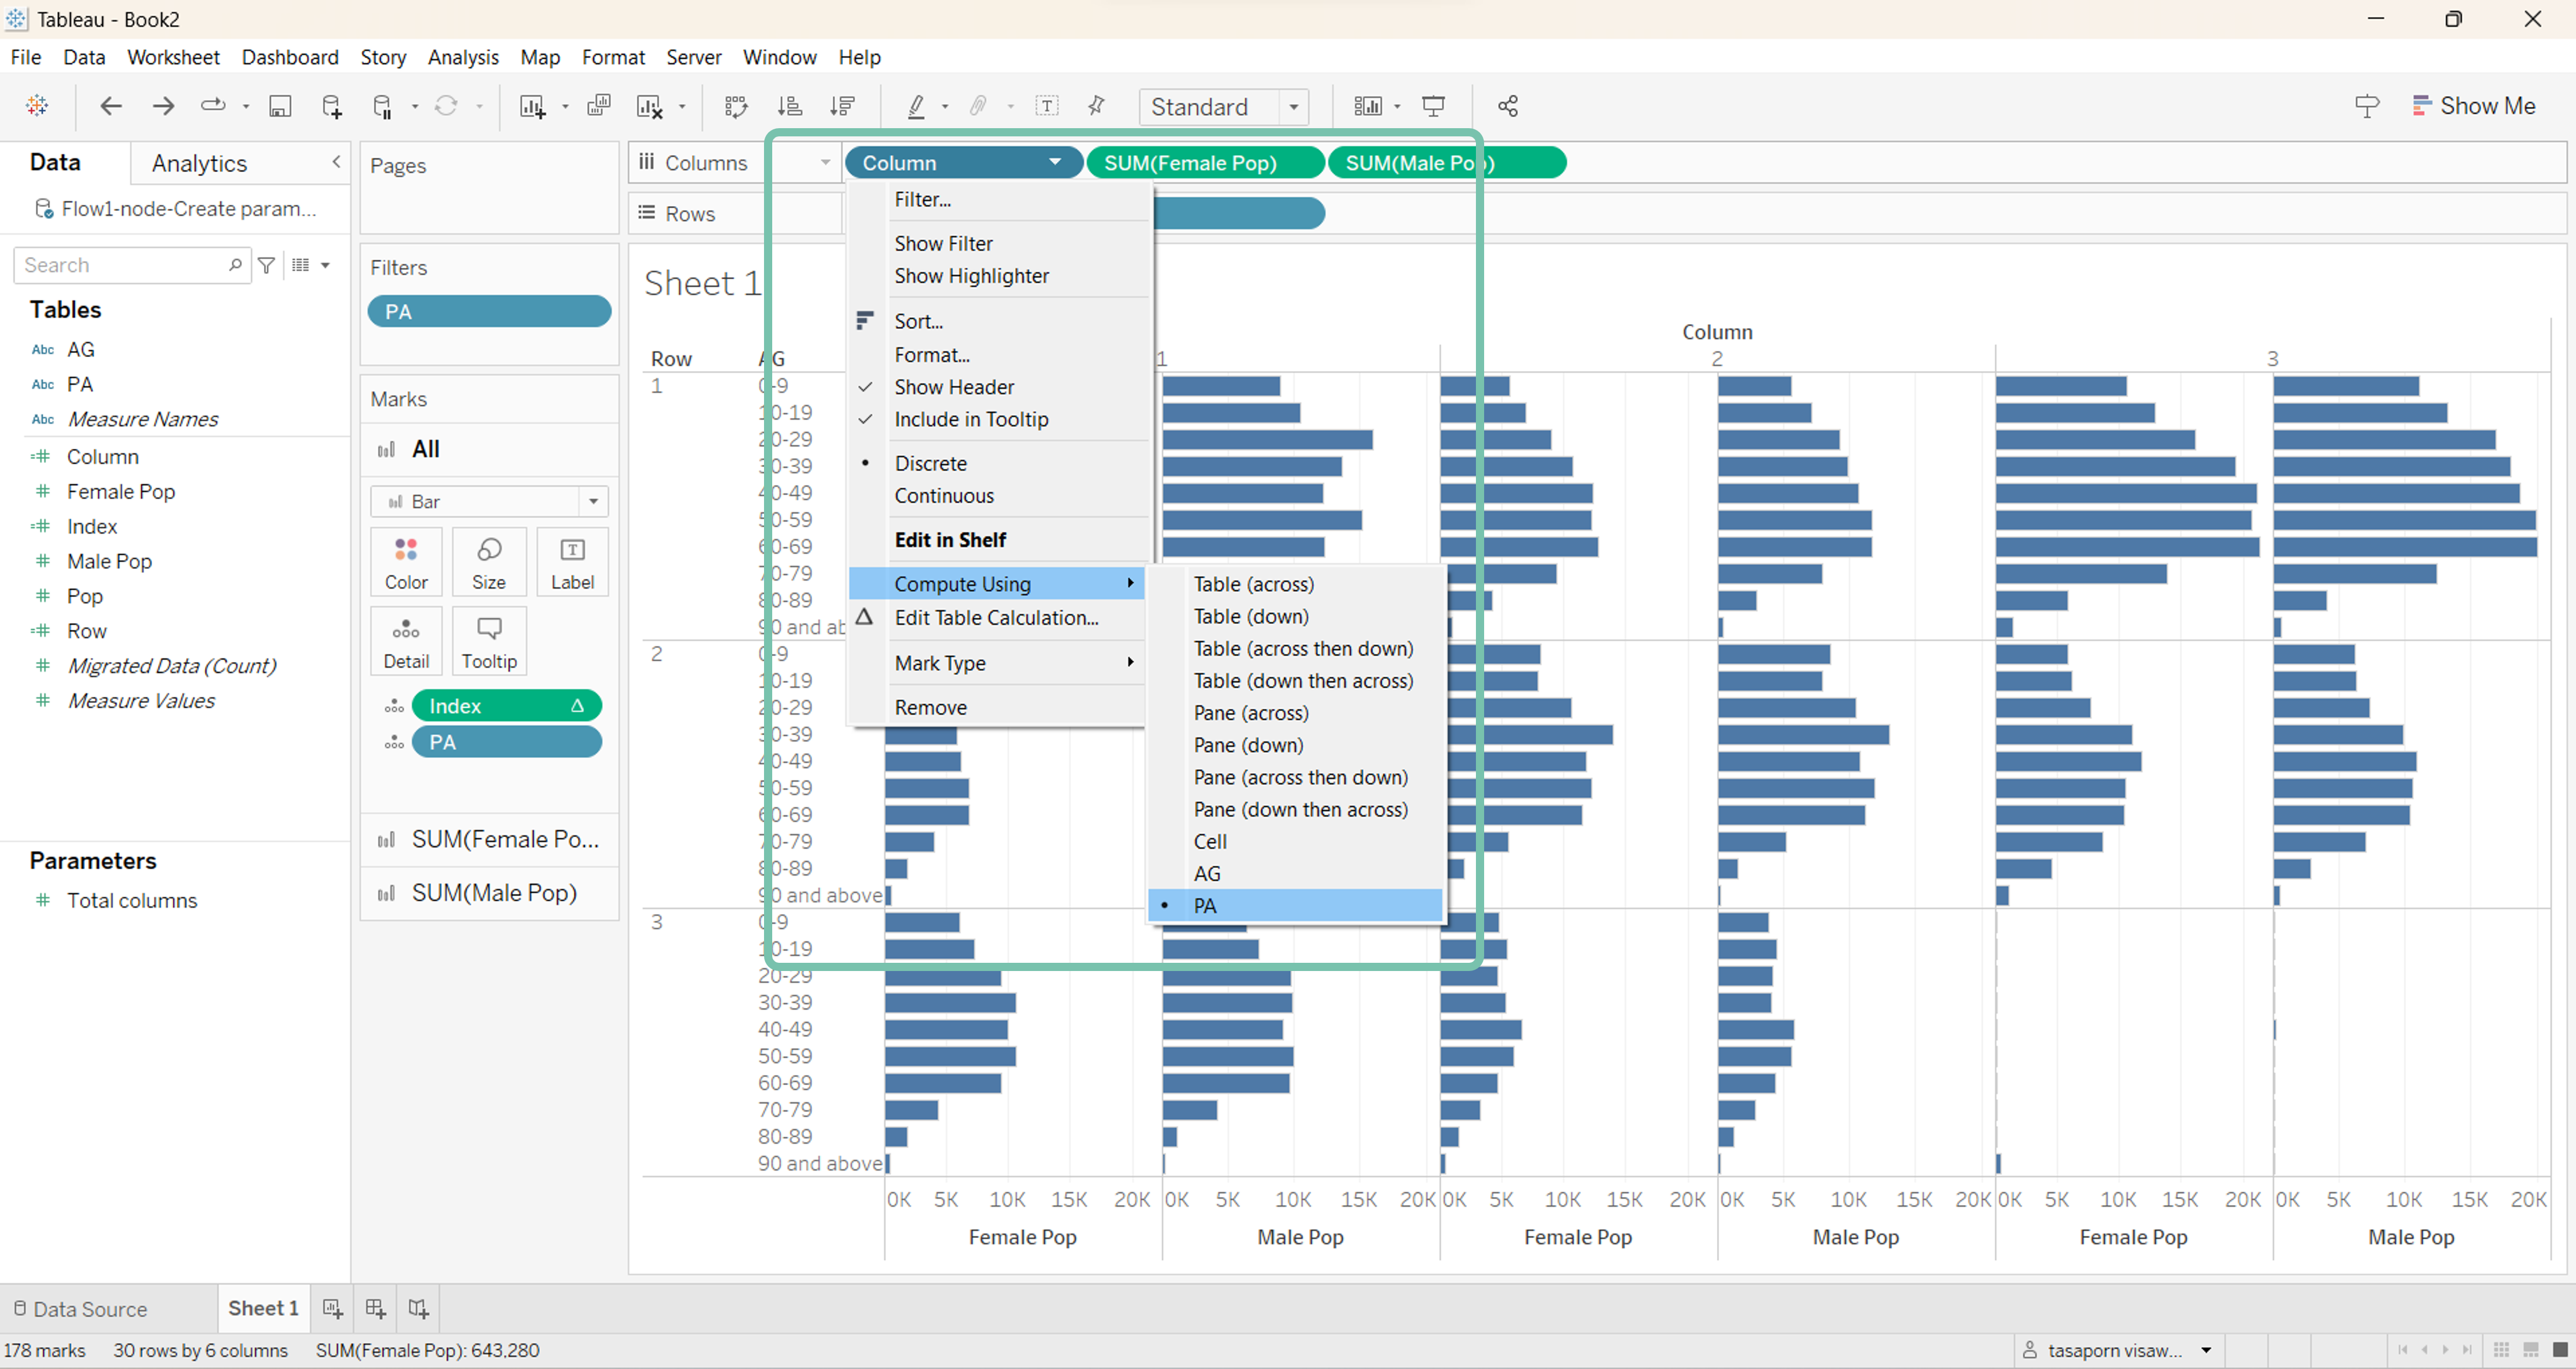 Tableau - Book2
File Data Worksheet Dashboard Story Analysis Map Format Server Window Help
Standard
Show Me
Data
Analytics
Flow1-node-Create param...
Search
Tables
Abc AG
Abc PA
Abc Measure Names
Column
Female Pop
Index
Male Pop
Pop
Row
Migrated Data (Count)
Measure Values
Parameters
Total columns
Pages
Filters
PA
Marks
All
Bar
Color Size Label
Detail Tooltip
Index
PA
SUM(Female Po...
SUM(Male Pop)
Columns
Column SUM(Female Pop) SUM(Male Pop)
Rows
Filter...
Show Filter
Show Highlighter
Sort...
Format...
Show Header
Include in Tooltip
Discrete
Continuous
Edit in Shelf
Compute Using
Edit Table Calculation...
Mark Type
Remove
Table (across)
Table (down)
Table (across then down)
Table (down then across)
Pane (across)
Pane (down)
Pane (across then down)
Pane (down then across)
Cell
AG
PA
Sheet 1
Column
Row AG 1 2 3
1 0-9
10-19
20-29
30-39
40-49
50-59
60-69
70-79
80-89
90 and ab
2 0-9
10-19
20-29
30-39
40-49
50-59
60-69
70-79
80-89
90 and above
3 0-9
10-19
20-29
30-39
40-49
50-59
60-69
70-79
80-89
90 and above
0K 5K 10K 15K 20K 0K 5K 10K 15K 20K 0K 5K 10K 15K 20K 0K 5K 10K 15K 20K 0K 5K 10K 15K 20K 0K 5K 10K 15K 20K
Female Pop Male Pop Female Pop Male Pop Female Pop Male Pop
Data Source Sheet 1
178 marks 30 rows by 6 columns SUM(Female Pop): 643,280
tasaporn visaw...